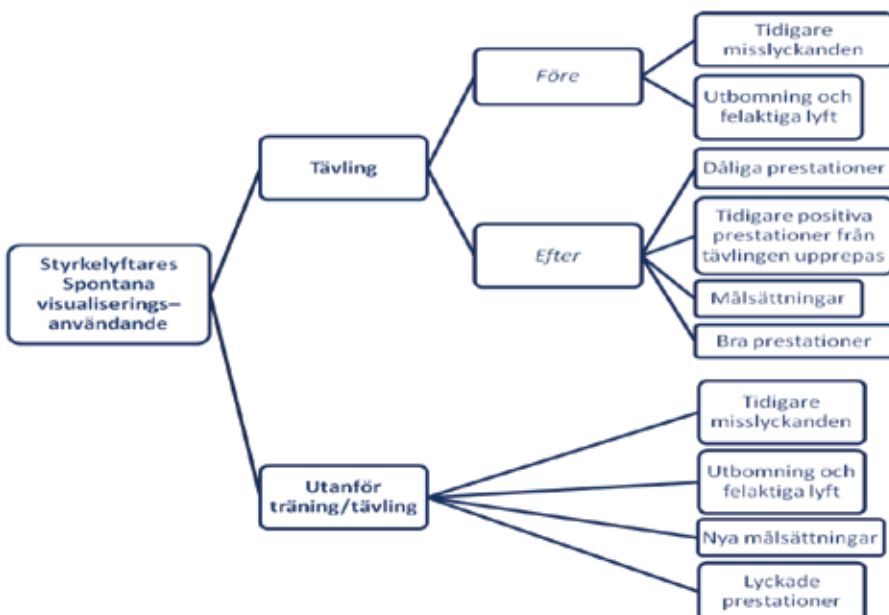 Styrkelyftares
Spontana
visualiserings–
användande
Tävling
Före
Tidigare
misslyckanden
Utbomning och
felaktiga lyft
Efter
Dåliga prestationer
Tidigare positiva
prestationer från
tävlingen upprepas
Målsättningar
Bra prestationer
Utanför
träning/tävling
Tidigare
misslyckanden
Utbomning och
felaktiga lyft
Nya målsättningar
Lyckade
prestationer